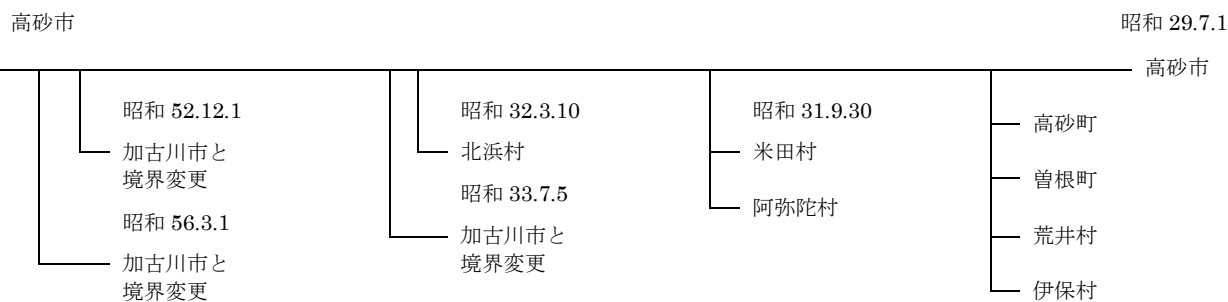 高砂市
昭和 29.7.1
高砂市
高砂町
曽根町
荒井村
伊保村
昭和 31.9.30
米田村
阿弥陀村
昭和 32.3.10
北浜村
昭和 33.7.5
加古川市と
境界変更
昭和 52.12.1
加古川市と
境界変更
昭和 56.3.1
加古川市と
境界変更